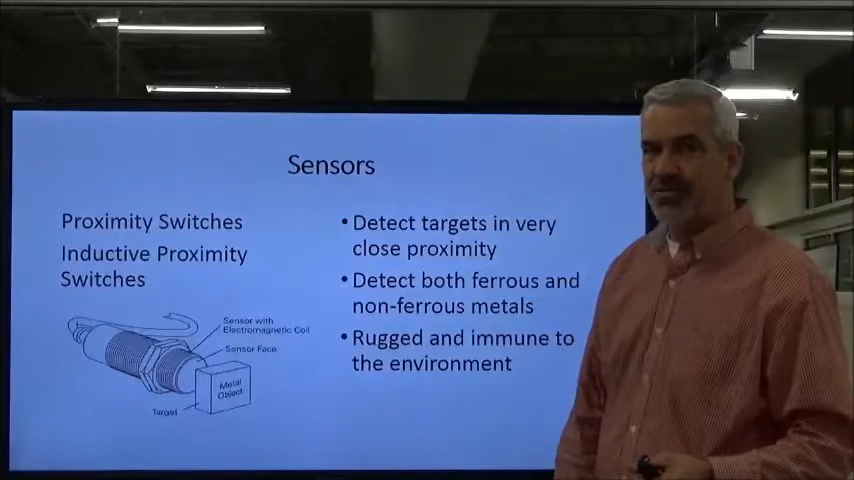 Sensors
Proximity Switches
Inductive Proximity
Switches
Sensor with
Electromagnetic Coil
Sensor Face
Metal
Object
Target
• Detect targets in very
close proximity
• Detect both ferrous and
non-ferrous metals
• Rugged and immune to
the environment